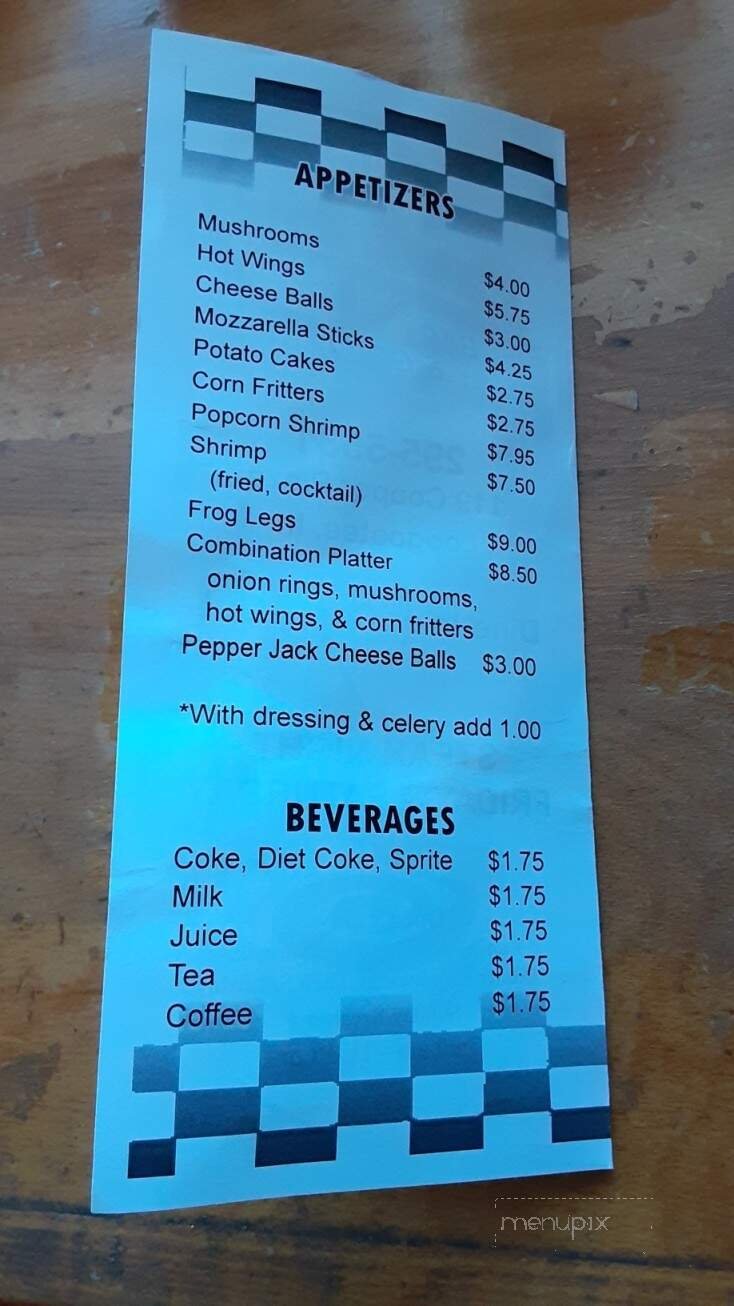 APPETIZERS
Mushrooms $4.00
Hot Wings $5.75
Cheese Balls $3.00
Mozzarella Sticks $4.25
Potato Cakes $2.75
Corn Fritters $2.75
Popcorn Shrimp $7.95
Shrimp $7.50
(fried, cocktail)
Frog Legs $9.00
Combination Platter $8.50
onion rings, mushrooms,
hot wings, & corn fritters
Pepper Jack Cheese Balls $3.00
*With dressing & celery add 1.00
BEVERAGES
Coke, Diet Coke, Sprite $1.75
Milk $1.75
Juice $1.75
Tea $1.75
Coffee $1.75
menupix